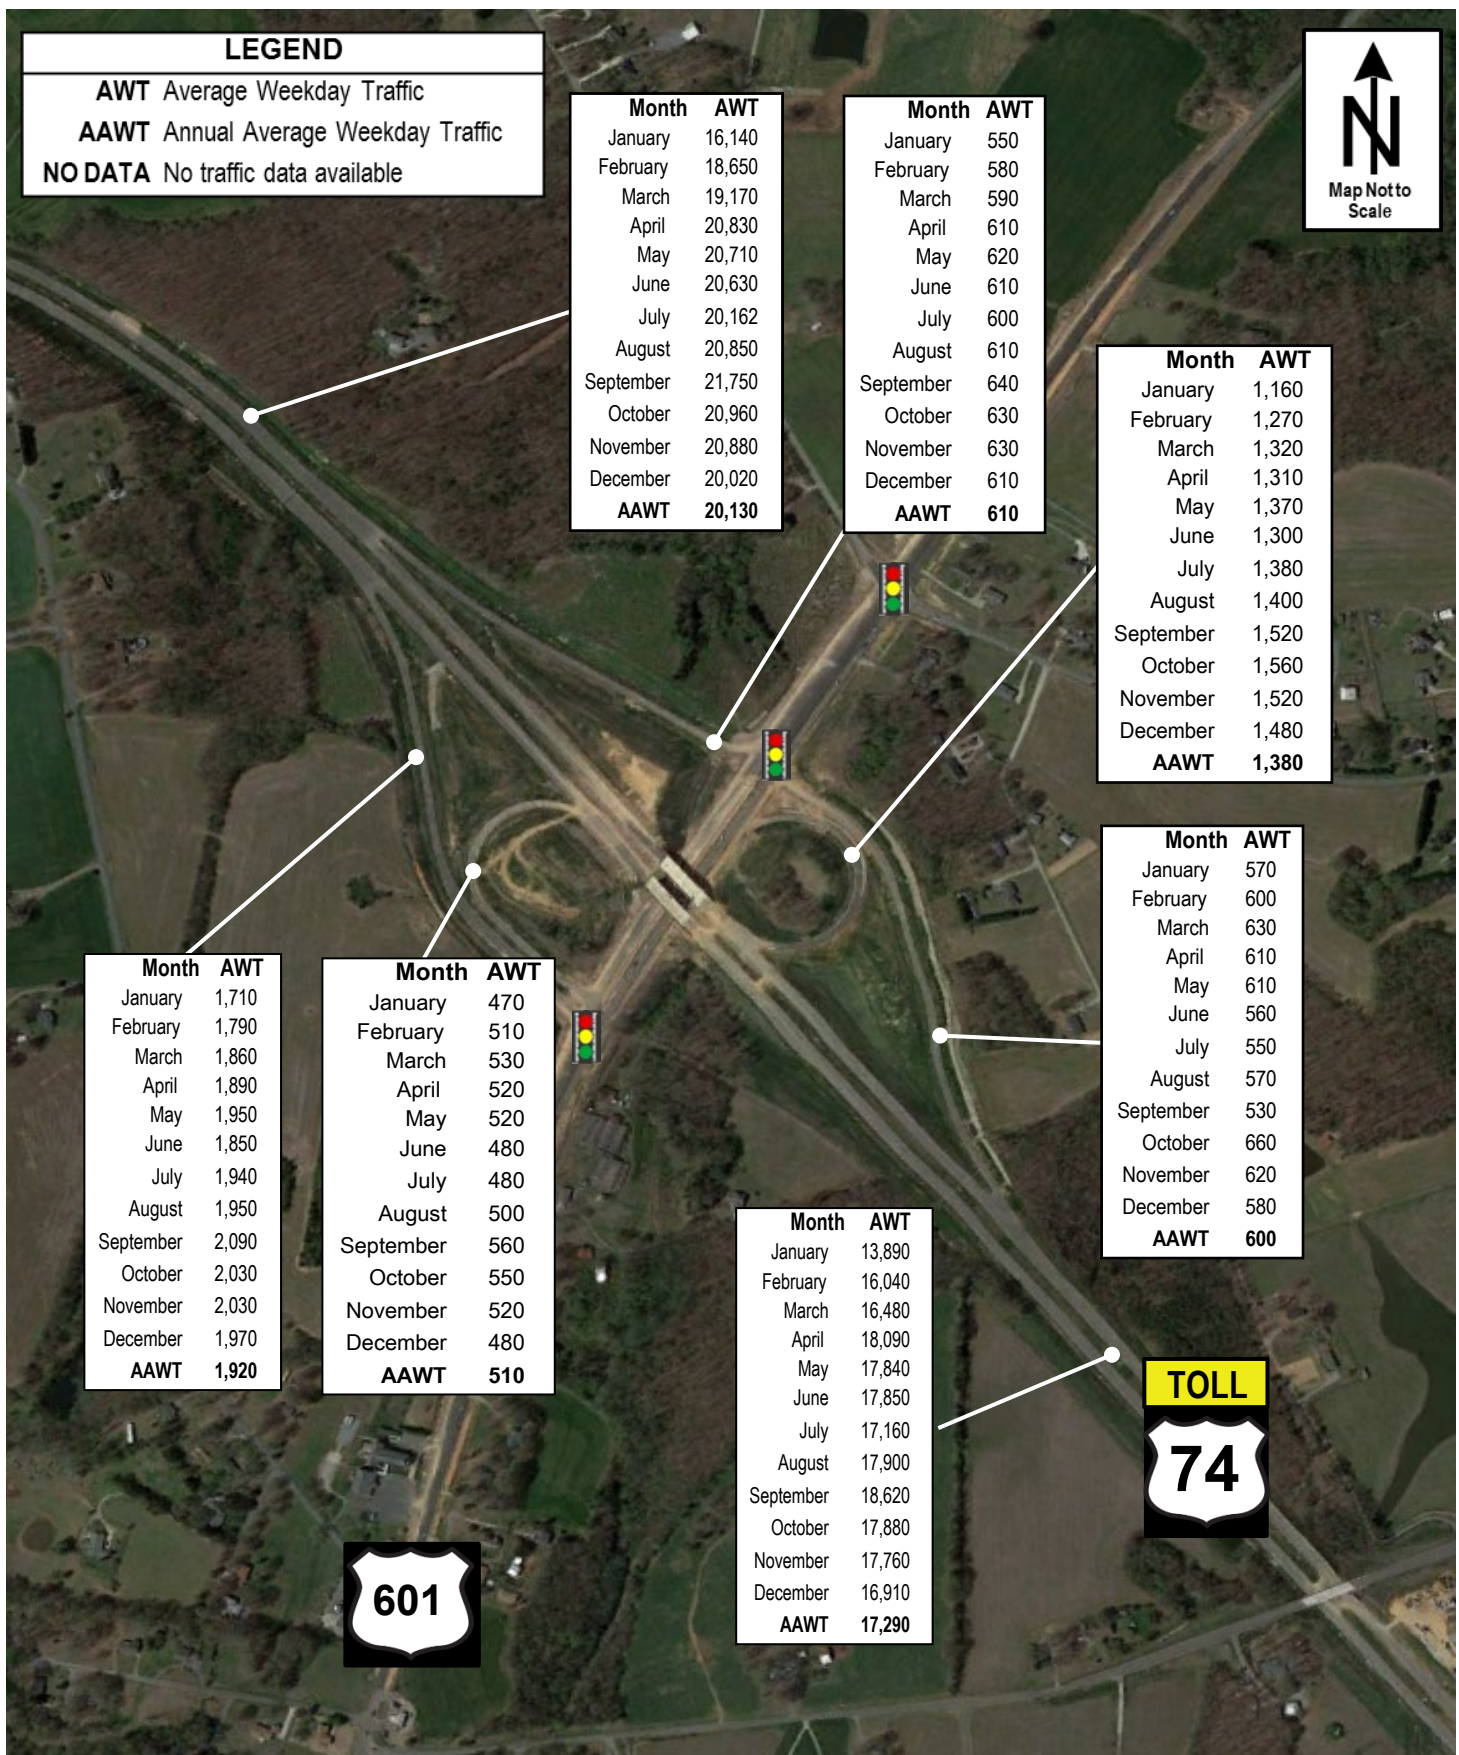 LEGEND
AWT Average Weekday Traffic
AAWT Annual Average Weekday Traffic
NO DATA No traffic data available
Month AWT
January 16,140
February 18,650
March 19,170
April 20,830
May 20,710
June 20,630
July 20,162
August 20,850
September 21,750
October 20,960
November 20,880
December 20,020
AAWT 20,130
Month AWT
January 550
February 580
March 590
April 610
May 620
June 610
July 600
August 610
September 640
October 630
November 630
December 610
AAWT 610
N
Map Not to
Scale
Month AWT
January 1,160
February 1,270
March 1,320
April 1,310
May 1,370
June 1,300
July 1,380
August 1,400
September 1,520
October 1,560
November 1,520
December 1,480
AAWT 1,380
Month AWT
January 570
February 600
March 630
April 610
May 610
June 560
July 550
August 570
September 530
October 660
November 620
December 580
AAWT 600
Month AWT
January 1,710
February 1,790
March 1,860
April 1,890
May 1,950
June 1,850
July 1,940
August 1,950
September 2,090
October 2,030
November 2,030
December 1,970
AAWT 1,920
Month AWT
January 470
February 510
March 530
April 520
May 520
June 480
July 480
August 500
September 560
October 550
November 520
December 480
AAWT 510
Month AWT
January 13,890
February 16,040
March 16,480
April 18,090
May 17,840
June 17,850
July 17,160
August 17,900
September 18,620
October 17,880
November 17,760
December 16,910
AAWT 17,290
TOLL
74
601